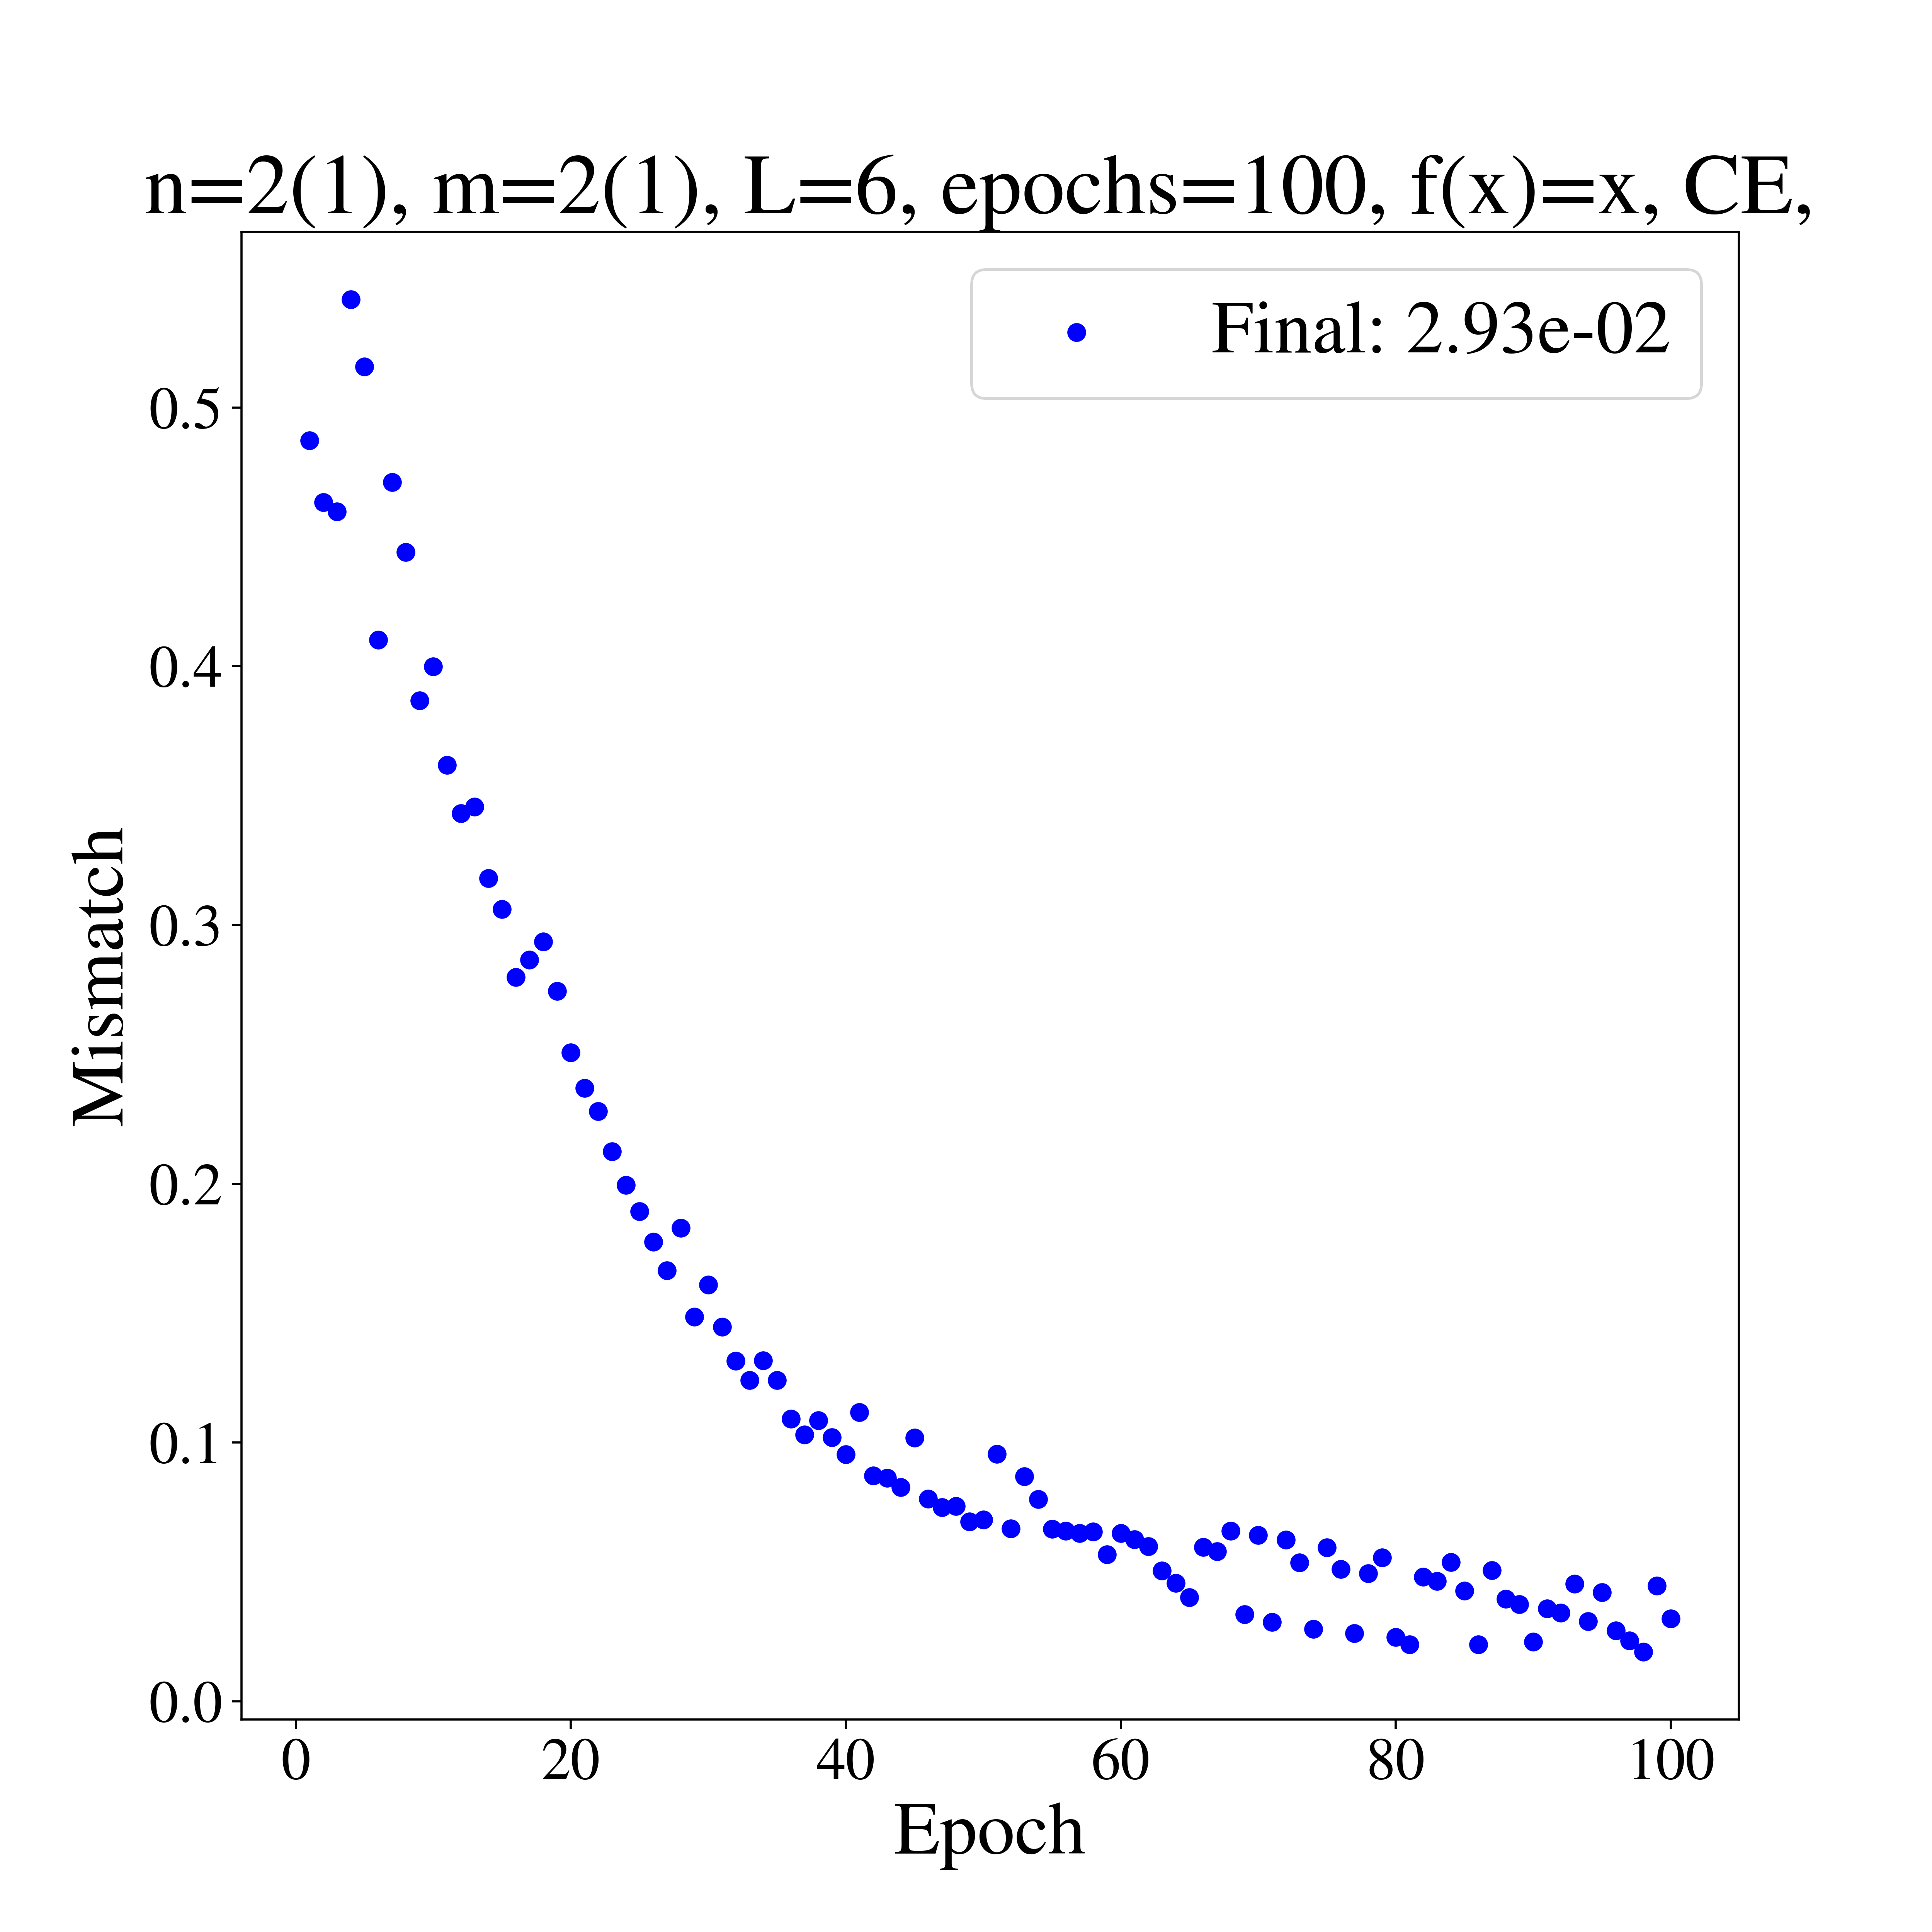 n=2(1), m=2(1), L=6, epochs=100, f(x)=x, CE,
Final: 2.93e-02
Mismatch
0.5
0.4
0.3
0.2
0.1
0.0
0 20 40 60 80 100
Epoch